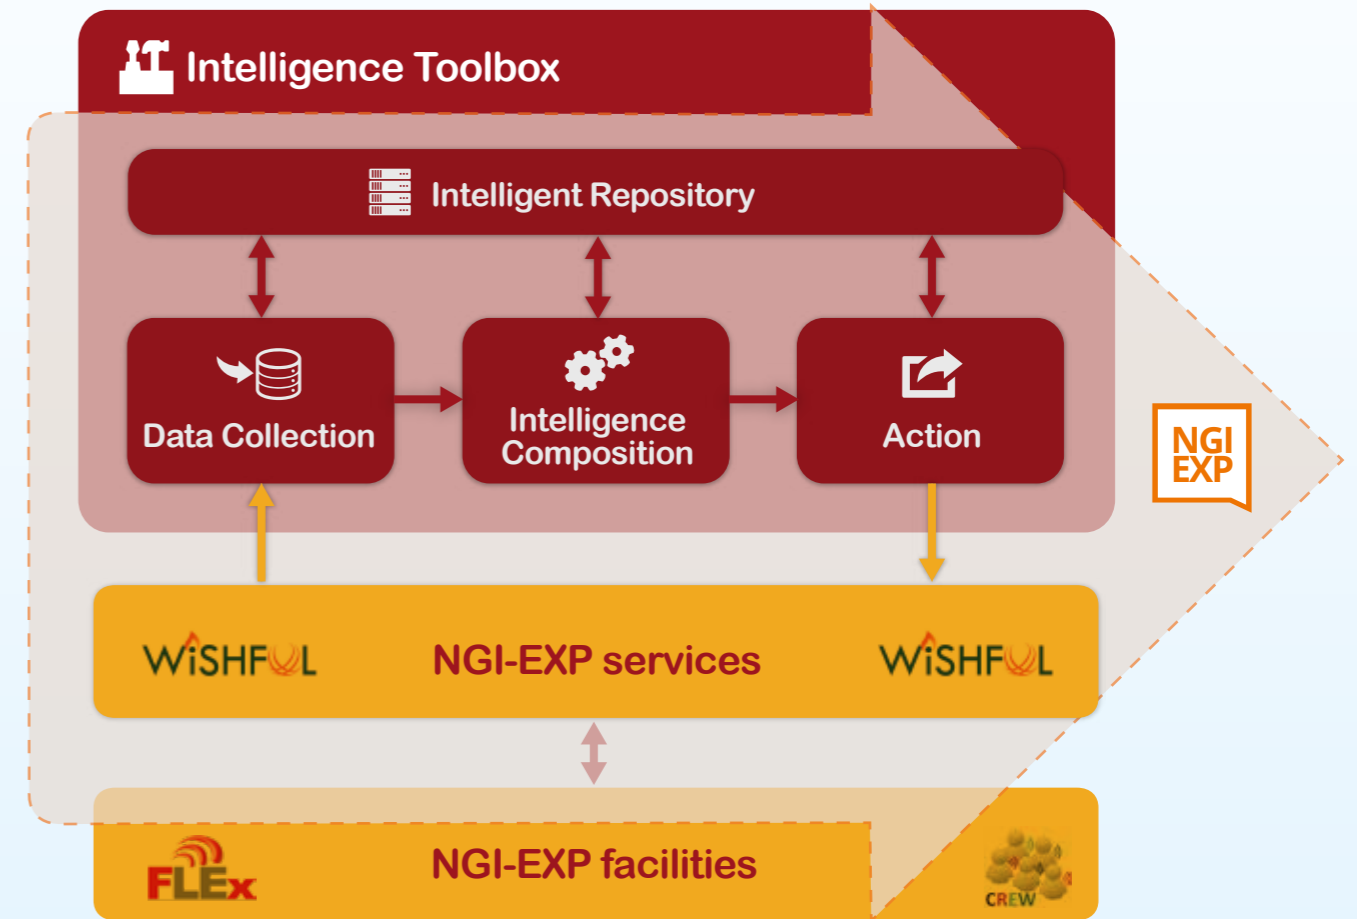 Intelligence Toolbox
Intelligent Repository
Data Collection
Intelligence
Composition
Action
NGI
EXP
WiSHFUL
NGI-EXP services
WiSHFUL
FLEx
NGI-EXP facilities
CREW